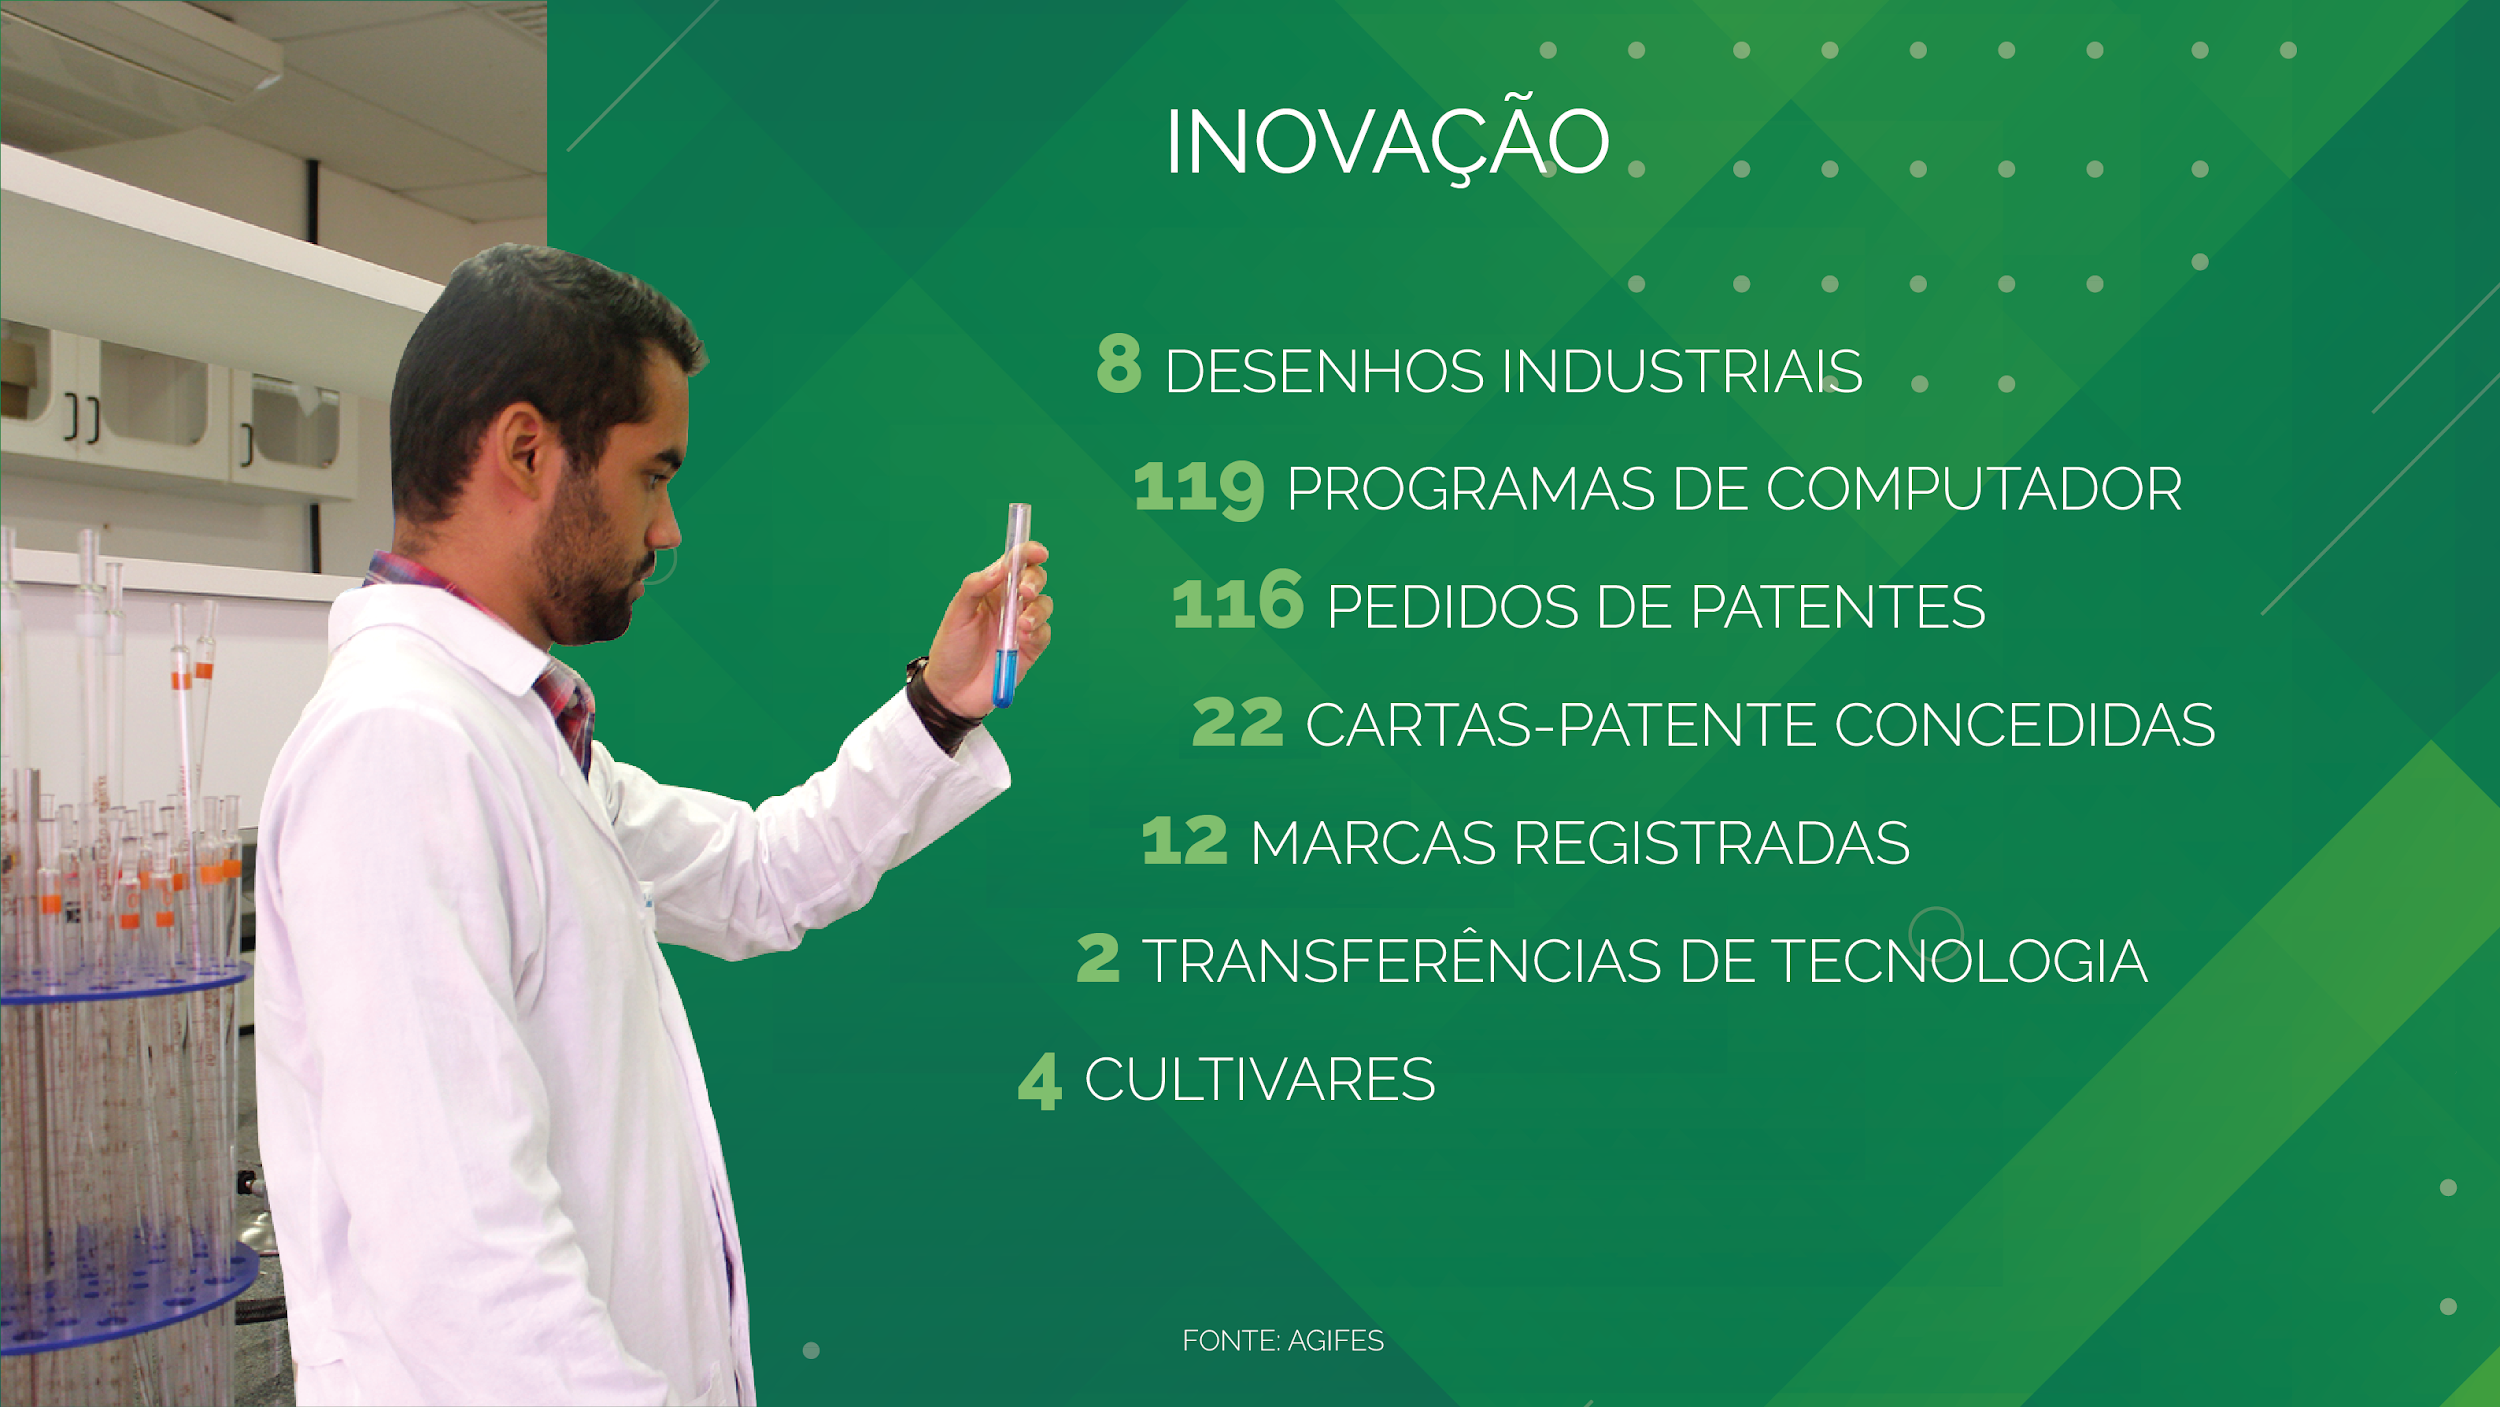 INOVAÇÃO
8 DESENHOS INDUSTRIAIS
119 PROGRAMAS DE COMPUTADOR
116 PEDIDOS DE PATENTES
22 CARTAS-PATENTE CONCEDIDAS
12 MARCAS REGISTRADAS
2 TRANSFERÊNCIAS DE TECNOLOGIA
4 CULTIVARES
FONTE: AGIFES